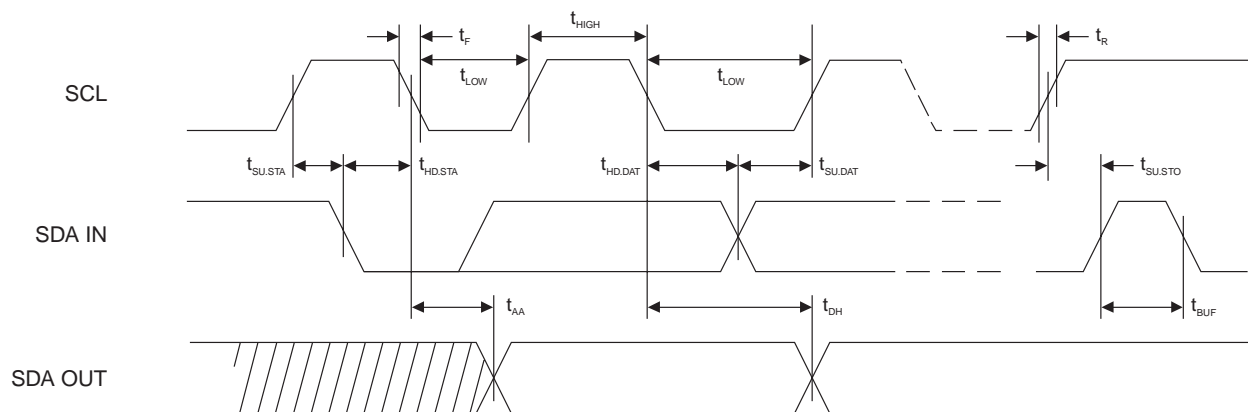 t_HIGH
t_F
t_R
t_LOW
t_LOW
SCL
t_SU.STA
t_HD.STA
t_HD.DAT
t_SU.DAT
t_SU.STO
SDA IN
t_AA
t_DH
t_BUF
SDA OUT